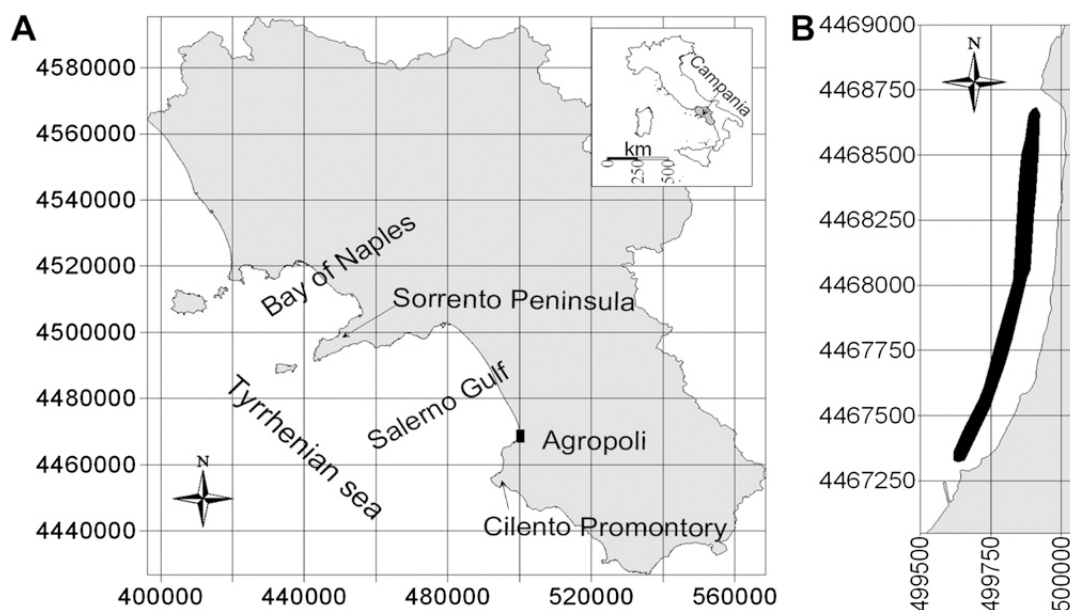 A
4580000
4560000
4540000
4520000
4500000
4480000
4460000
4440000
400000 440000 480000 520000 560000
Bay of Naples
Sorrento Peninsula
Tyrrhenian sea
Salerno Gulf
Agropoli
Cilento Promontory
N
Campania
km
0 250 500
B
4469000
4468750
4468500
4468250
4468000
4467750
4467500
4467250
499500 499750 500000
N